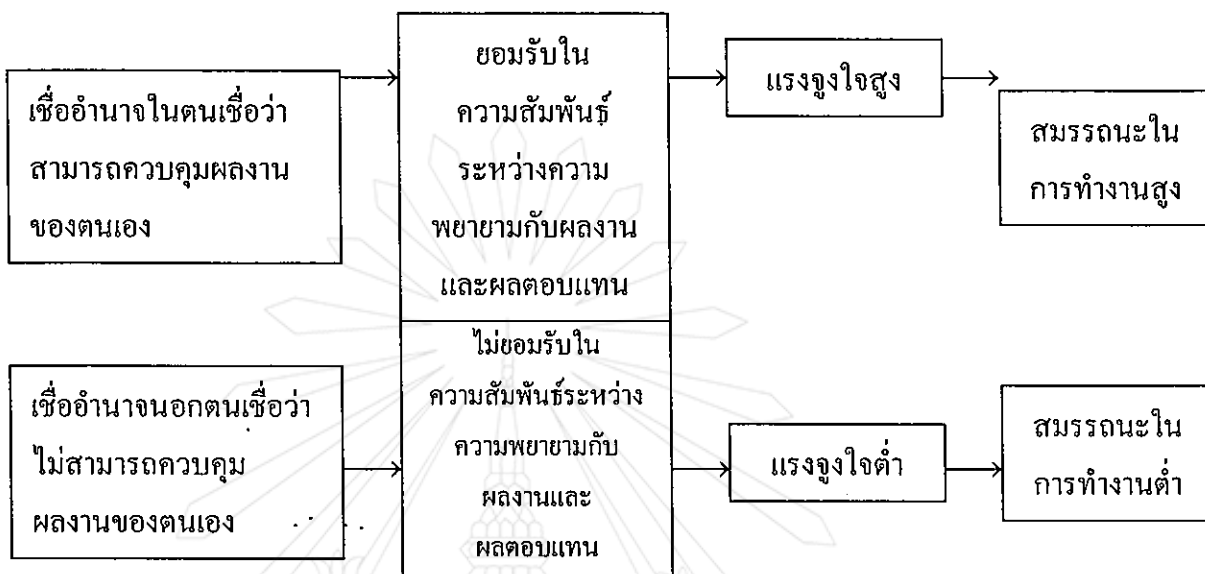 เชื่ออำนาจในตนเชื่อว่า
สามารถควบคุมผลงาน
ของตนเอง
ยอมรับใน
ความสัมพันธ์
ระหว่างความ
พยายามกับผลงาน
และผลตอบแทน
แรงจูงใจสูง
สมรรถนะใน
การทำงานสูง
เชื่ออำนาจนอกตนเชื่อว่า
ไม่สามารถควบคุม
ผลงานของตนเอง
ไม่ยอมรับใน
ความสัมพันธ์ระหว่าง
ความพยายามกับ
ผลงานและ
ผลตอบแทน
แรงจูงใจต่ำ
สมรรถนะใน
การทำงานต่ำ